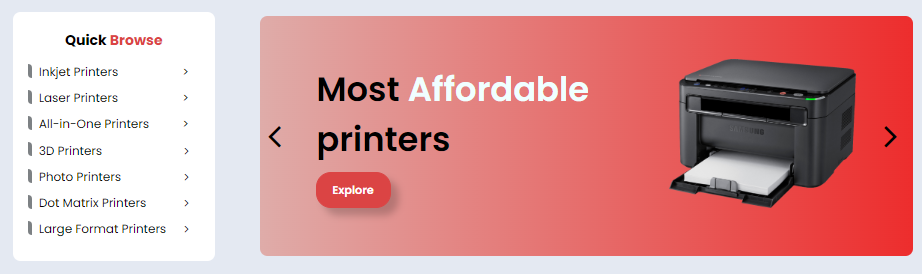 Quick Browse
Inkjet Printers
Laser Printers
All-in-One Printers
3D Printers
Photo Printers
Dot Matrix Printers
Large Format Printers
Most Affordable
printers
Explore
SAMSUNG